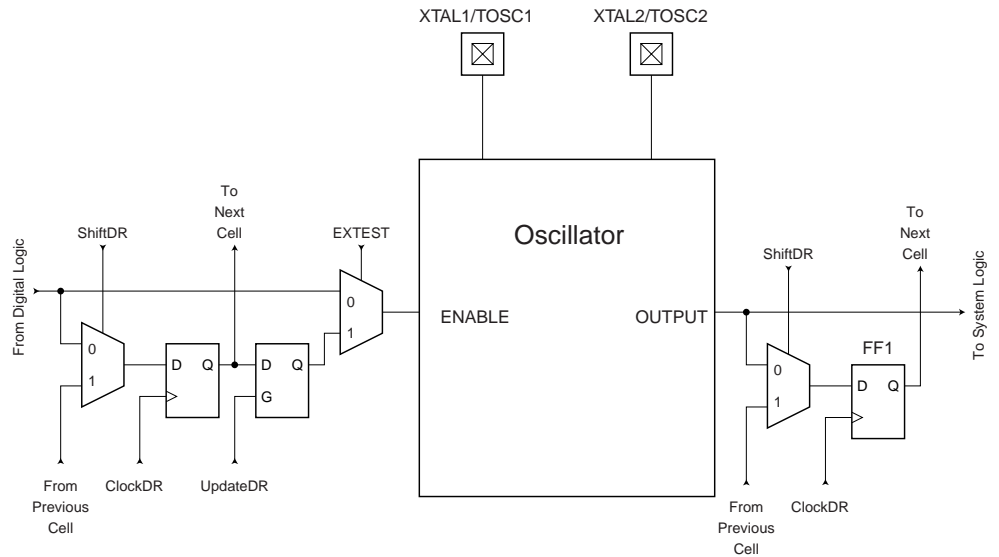 XTAL1/TOSC1
XTAL2/TOSC2
From Digital Logic
ShiftDR
To
Next
Cell
EXTEST
0
1
D
Q
D
Q
G
0
1
From
Previous
Cell
ClockDR
UpdateDR
Oscillator
ENABLE
OUTPUT
ShiftDR
To
Next
Cell
To System Logic
0
1
FF1
D
Q
From
Previous
Cell
ClockDR